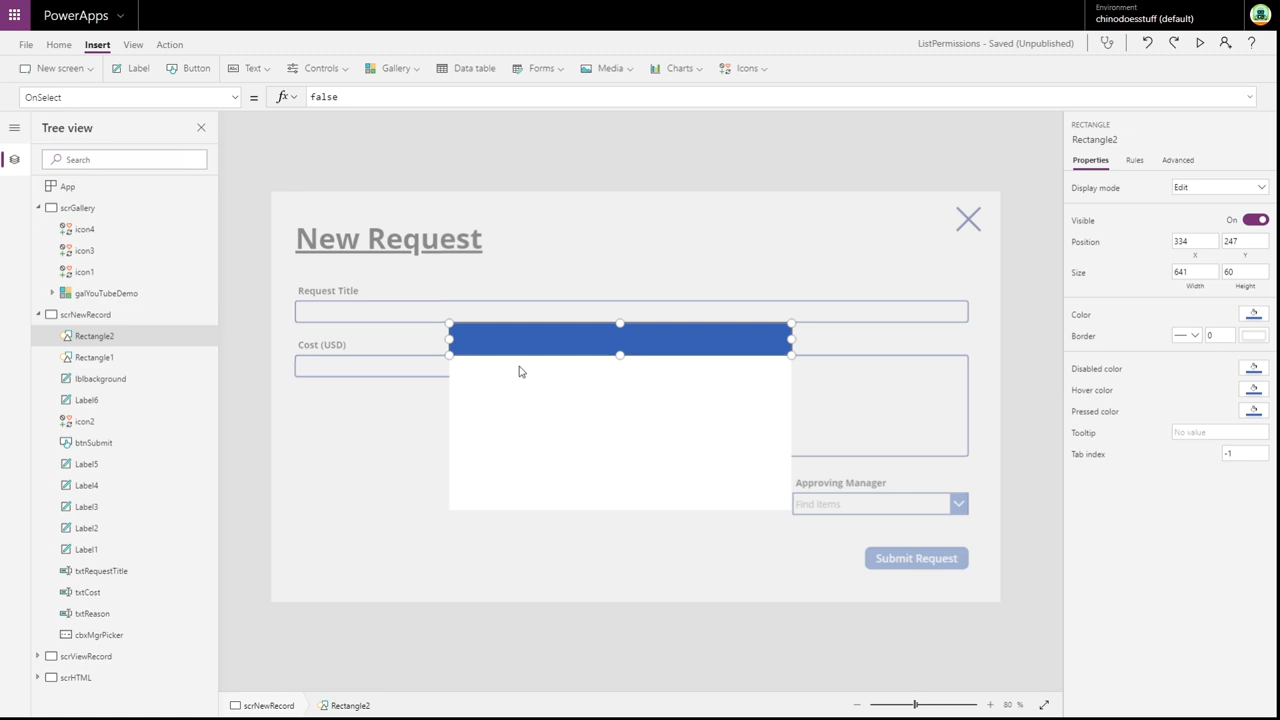 PowerApps
Environment
chinodoesstuff (default)
File Home Insert View Action
ListPermissions - Saved (Unpublished)
New screen Label Button Text Controls Gallery Data table Forms Media Charts Icons
OnSelect = fx false
Tree view
Search
App
scrGallery
icon4
icon3
icon1
galYouTubeDemo
scrNewRecord
Rectangle2
Rectangle1
lblbackground
Label6
icon2
btnSubmit
Label5
Label4
Label3
Label2
Label1
txtRequestTitle
txtCost
txtReason
cbxMgrPicker
scrViewRecord
scrHTML
New Request
Request Title
Cost (USD)
Approving Manager
Find items
Submit Request
scrNewRecord Rectangle2
80 %
RECTANGLE
Rectangle2
Properties Rules Advanced
Display mode Edit
Visible On
Position 334 247
X Y
Size 641 60
Width Height
Color
Border 0
Disabled color
Hover color
Pressed color
Tooltip No value
Tab index -1